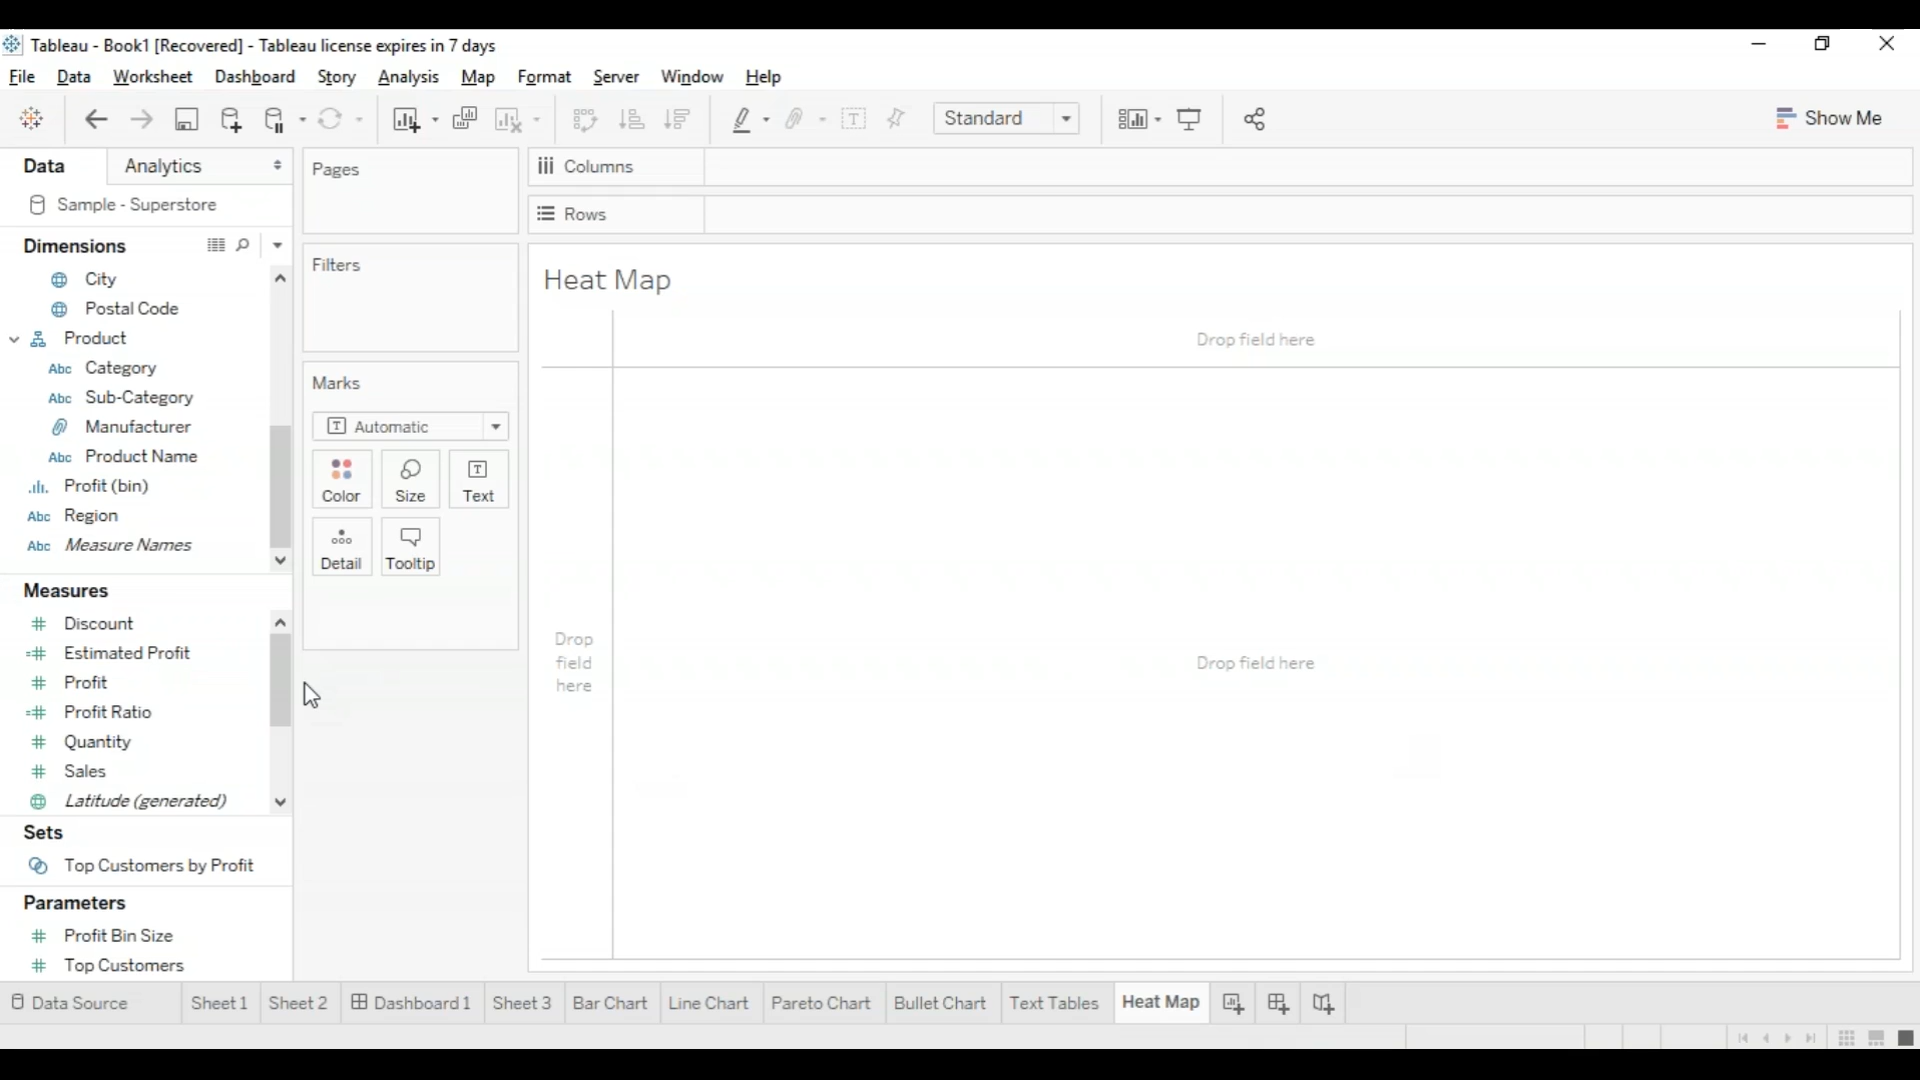 Tableau - Book1 [Recovered] - Tableau license expires in 7 days
File Data Worksheet Dashboard Story Analysis Map Format Server Window Help
Standard
Show Me
Data
Analytics
Sample - Superstore
Dimensions
City
Postal Code
Product
Abc Category
Abc Sub-Category
Manufacturer
Abc Product Name
Profit (bin)
Abc Region
Abc Measure Names
Measures
# Discount
=# Estimated Profit
# Profit
=# Profit Ratio
# Quantity
# Sales
Latitude (generated)
Sets
Top Customers by Profit
Parameters
# Profit Bin Size
# Top Customers
Pages
Filters
Marks
T Automatic
Color
Size
T Text
Detail
Tooltip
Columns
Rows
Heat Map
Drop field here
Drop
field
here
Drop field here
Data Source
Sheet 1
Sheet 2
Dashboard 1
Sheet 3
Bar Chart
Line Chart
Pareto Chart
Bullet Chart
Text Tables
Heat Map